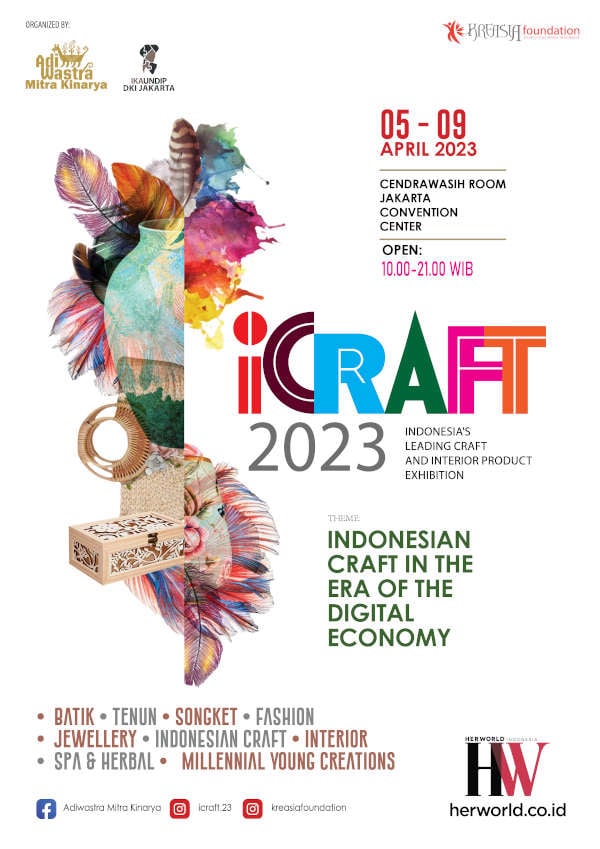 ORGANIZED BY:
Adi
Wastra
Mitra Kinarya
IKAUNDIP
DKI JAKARTA
KREASIA foundation
05 - 09
APRIL 2023
CENDRAWASIH ROOM
JAKARTA
CONVENTION
CENTER
OPEN:
10.00-21.00 WIB
iCRAFT
2023
INDONESIA'S
LEADING CRAFT
AND INTERIOR PRODUCT
EXHIBITION
THEME:
INDONESIAN
CRAFT IN THE
ERA OF THE
DIGITAL
ECONOMY
• BATIK • TENUN • SONGKET • FASHION
• JEWELLERY • INDONESIAN CRAFT • INTERIOR
• SPA & HERBAL • MILLENNIAL YOUNG CREATIONS
HERWORLD INDONESIA
HW
herworld.co.id
Adiwastra Mitra Kinarya icraft.23 kreasiafoundation